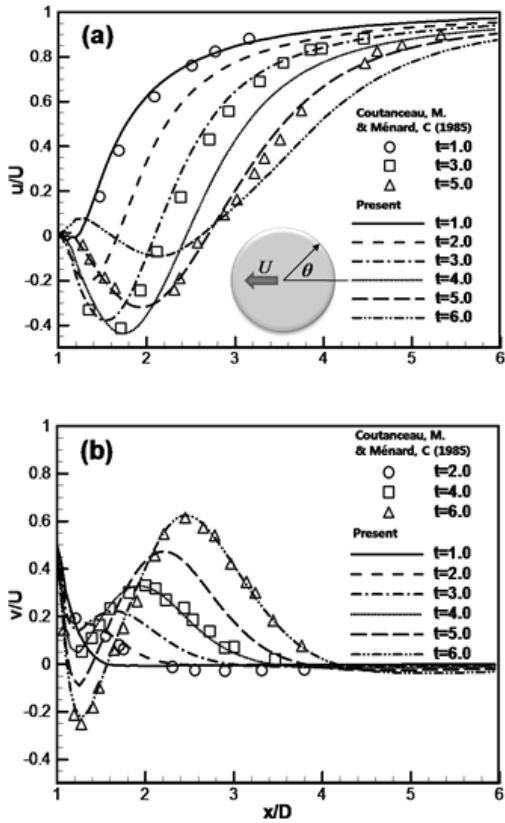 (a)
1
0.8
0.6
0.4
0.2
0
-0.2
-0.4
u/U
Coutanceau, M.
& Ménard, C (1985)
t=1.0
t=3.0
t=5.0
Present
t=1.0
t=2.0
t=3.0
t=4.0
t=5.0
t=6.0
U
θ
1 2 3 4 5 6
(b)
1
0.8
0.6
0.4
0.2
0
-0.2
-0.4
v/U
Coutanceau, M.
& Ménard, C (1985)
t=2.0
t=4.0
t=6.0
Present
t=1.0
t=2.0
t=3.0
t=4.0
t=5.0
t=6.0
1 2 3 4 5 6
x/D